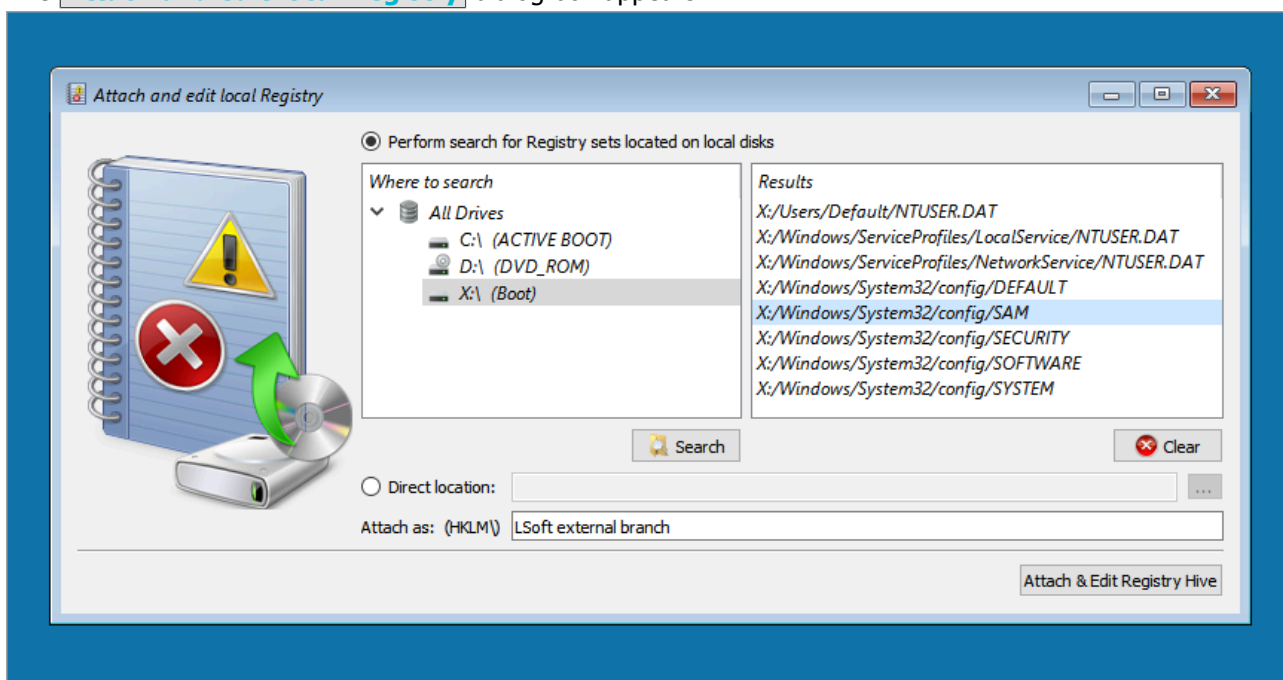 Attach and edit local Registry
Perform search for Registry sets located on local disks
Where to search
All Drives
C:\ (ACTIVE BOOT)
D:\ (DVD_ROM)
X:\ (Boot)
Results
X:/Users/Default/NTUSER.DAT
X:/Windows/ServiceProfiles/LocalService/NTUSER.DAT
X:/Windows/ServiceProfiles/NetworkService/NTUSER.DAT
X:/Windows/System32/config/DEFAULT
X:/Windows/System32/config/SAM
X:/Windows/System32/config/SECURITY
X:/Windows/System32/config/SOFTWARE
X:/Windows/System32/config/SYSTEM
Search
Clear
Direct location:
...
Attach as: (HKLM\) LSoft external branch
Attach & Edit Registry Hive